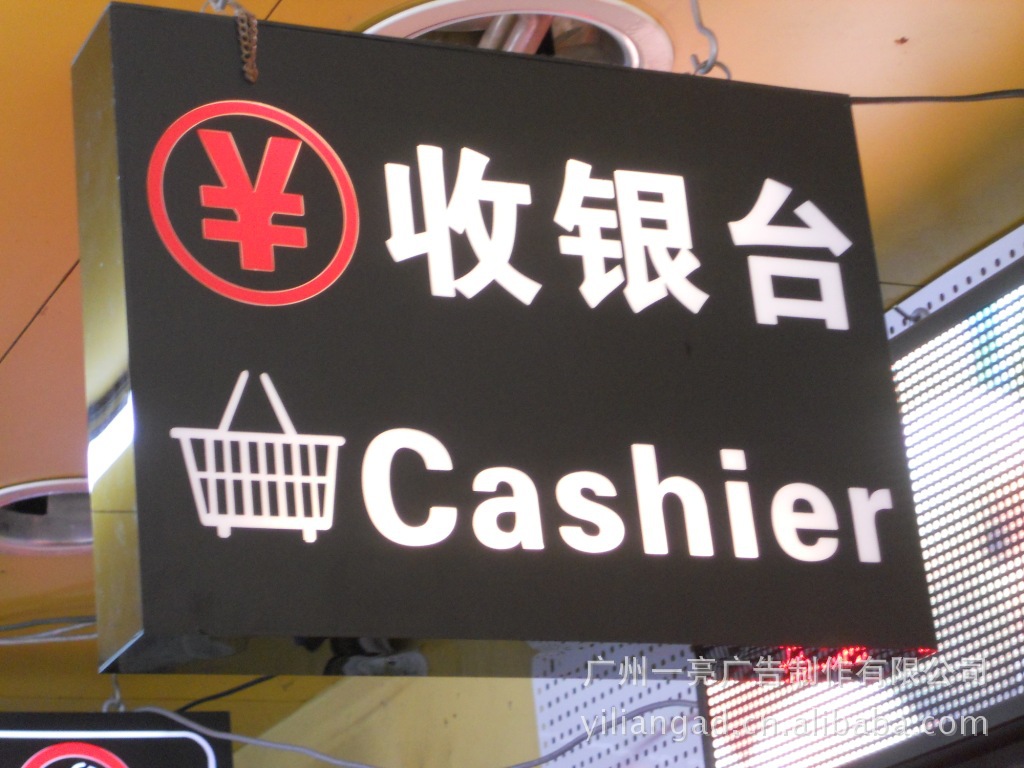 ¥ 收银台
Cashier
广州一亮广告制作有限公司
yiliangad.cn.alibaba.com